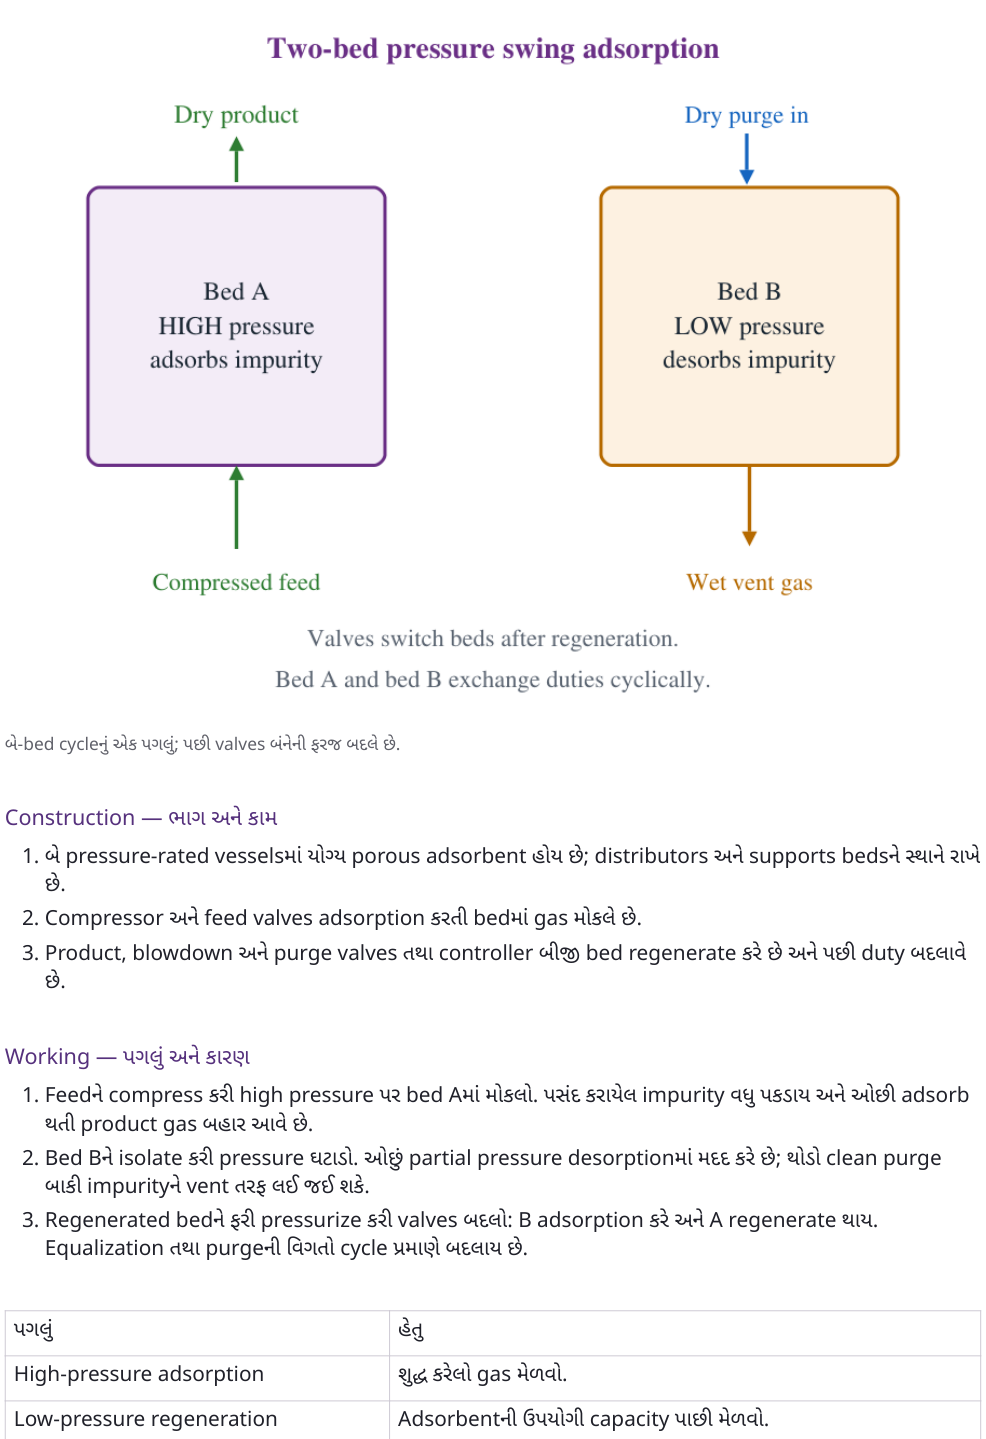 Two-bed pressure swing adsorption
Dry product
Dry purge in
Bed A
HIGH pressure
adsorbs impurity
Bed B
LOW pressure
desorbs impurity
Compressed feed
Wet vent gas
Valves switch beds after regeneration.
Bed A and bed B exchange duties cyclically.
બે-bed cycleનું એક પગલું; પછી valves બંનેની ફરજ બદલે છે.
Construction — ભાગ અને કામ
1. બે pressure-rated vesselsમાં યોગ્ય porous adsorbent હોય છે; distributors અને supports bedsને સ્થાને રાખે
છે.
2. Compressor અને feed valves adsorption કરતી bedમાં gas મોકલે છે.
3. Product, blowdown અને purge valves તથા controller બીજી bed regenerate કરે છે અને પછી duty બદલાવે
છે.
Working — પગલું અને કારણ
1. Feedને compress કરી high pressure પર bed Aમાં મોકલો. પસંદ કરાયેલ impurity વધુ પકડાય અને ઓછી adsorb
થતી product gas બહાર આવે છે.
2. Bed Bને isolate કરી pressure ઘટાડો. ઓછું partial pressure desorptionમાં મદદ કરે છે; થોડો clean purge
બાકી impurityને vent તરફ લઈ જઈ શકે.
3. Regenerated bedને ફરી pressurize કરી valves બદલો: B adsorption કરે અને A regenerate થાય.
Equalization તથા purgeની વિગતો cycle પ્રમાણે બદલાય છે.
પગલું
હેતુ
High-pressure adsorption
શુદ્ધ કરેલો gas મેળવો.
Low-pressure regeneration
Adsorbentની ઉપયોગી capacity પાછી મેળવો.